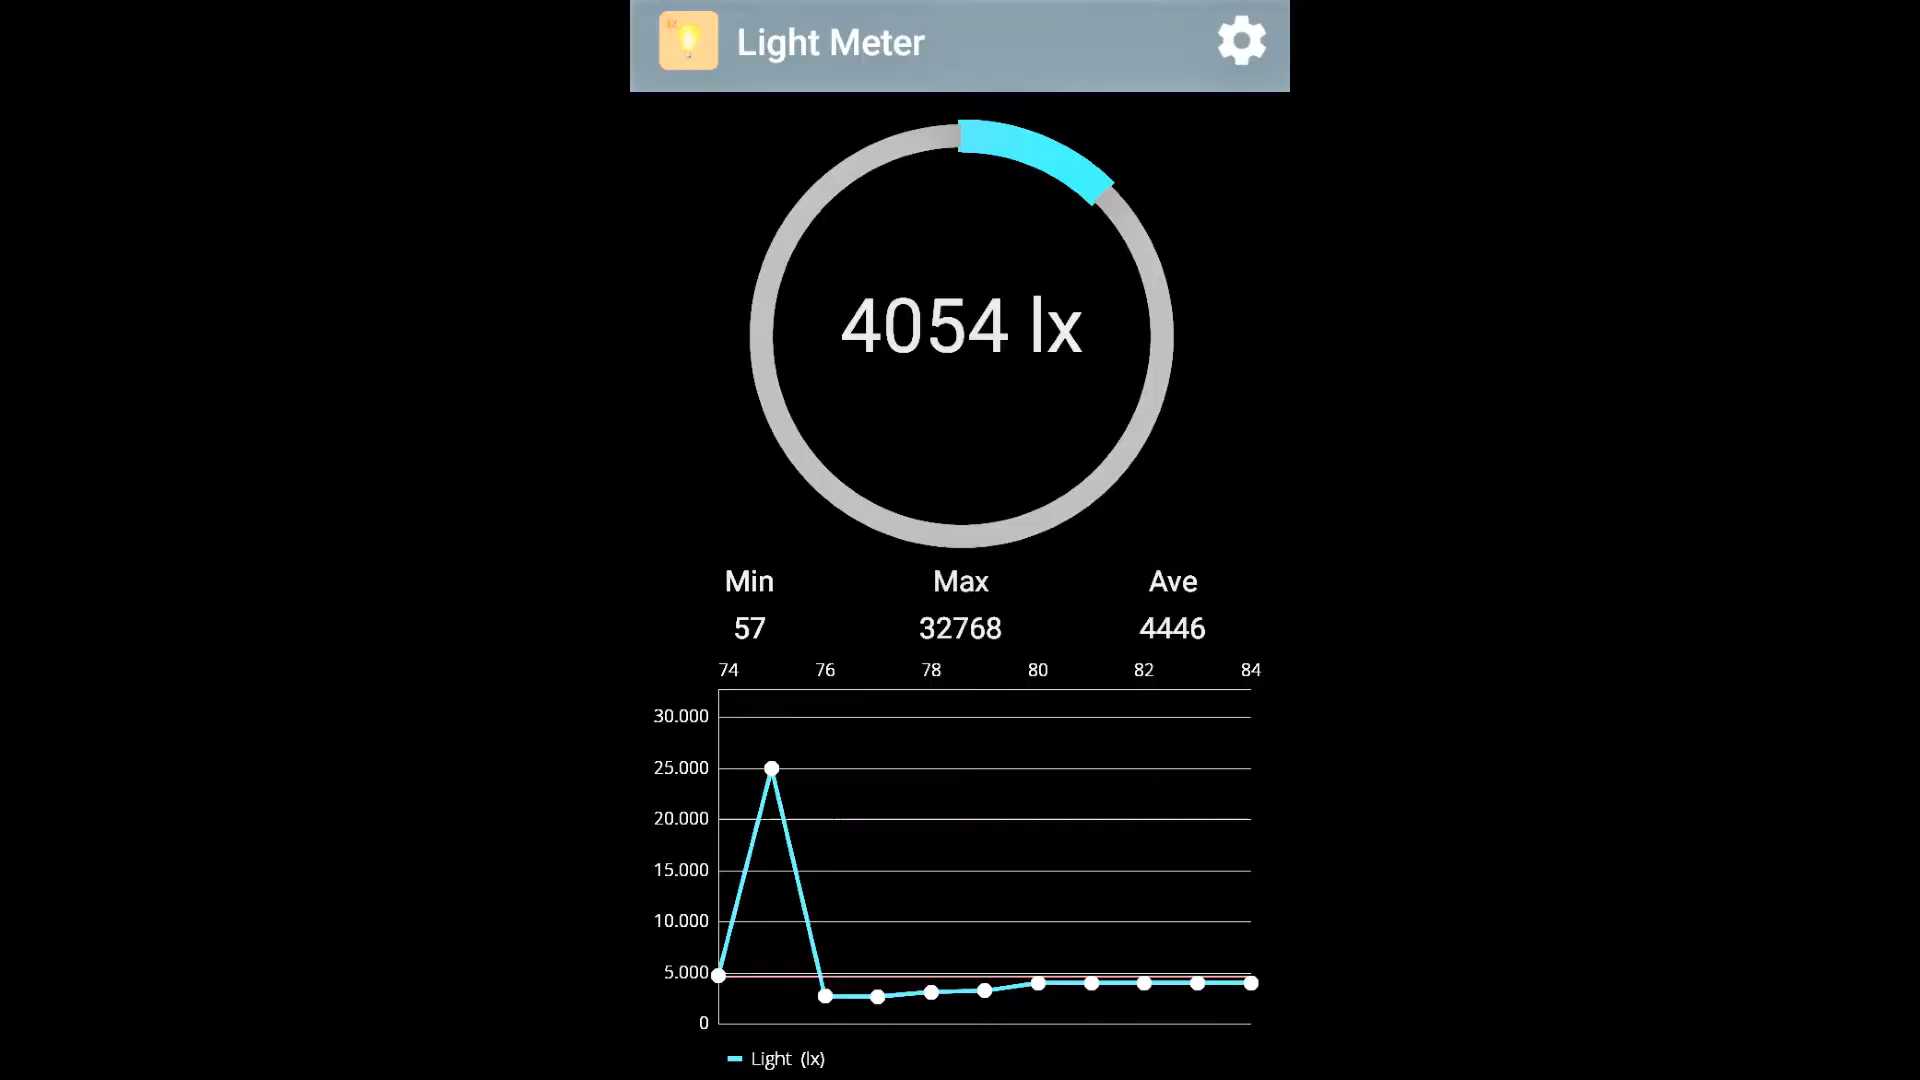 lx
Light Meter
4054 lx
Min Max Ave
57 32768 4446
74 76 78 80 82 84
30.000
25.000
20.000
15.000
10.000
5.000
0
Light (lx)